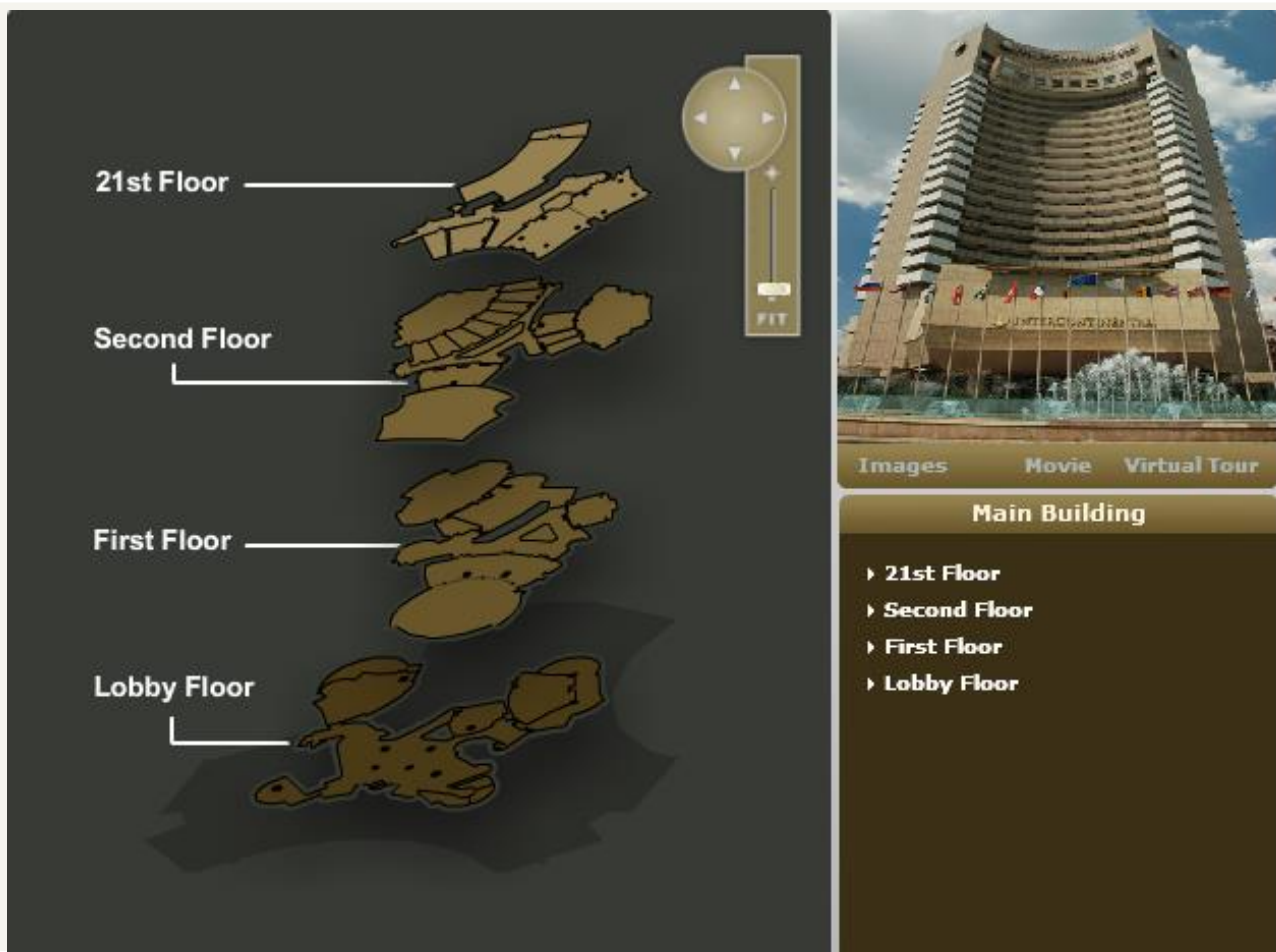 21st Floor
Second Floor
First Floor
Lobby Floor
FIT
INTERCONTINENTAL
Images Movie Virtual Tour
Main Building
21st Floor
Second Floor
First Floor
Lobby Floor